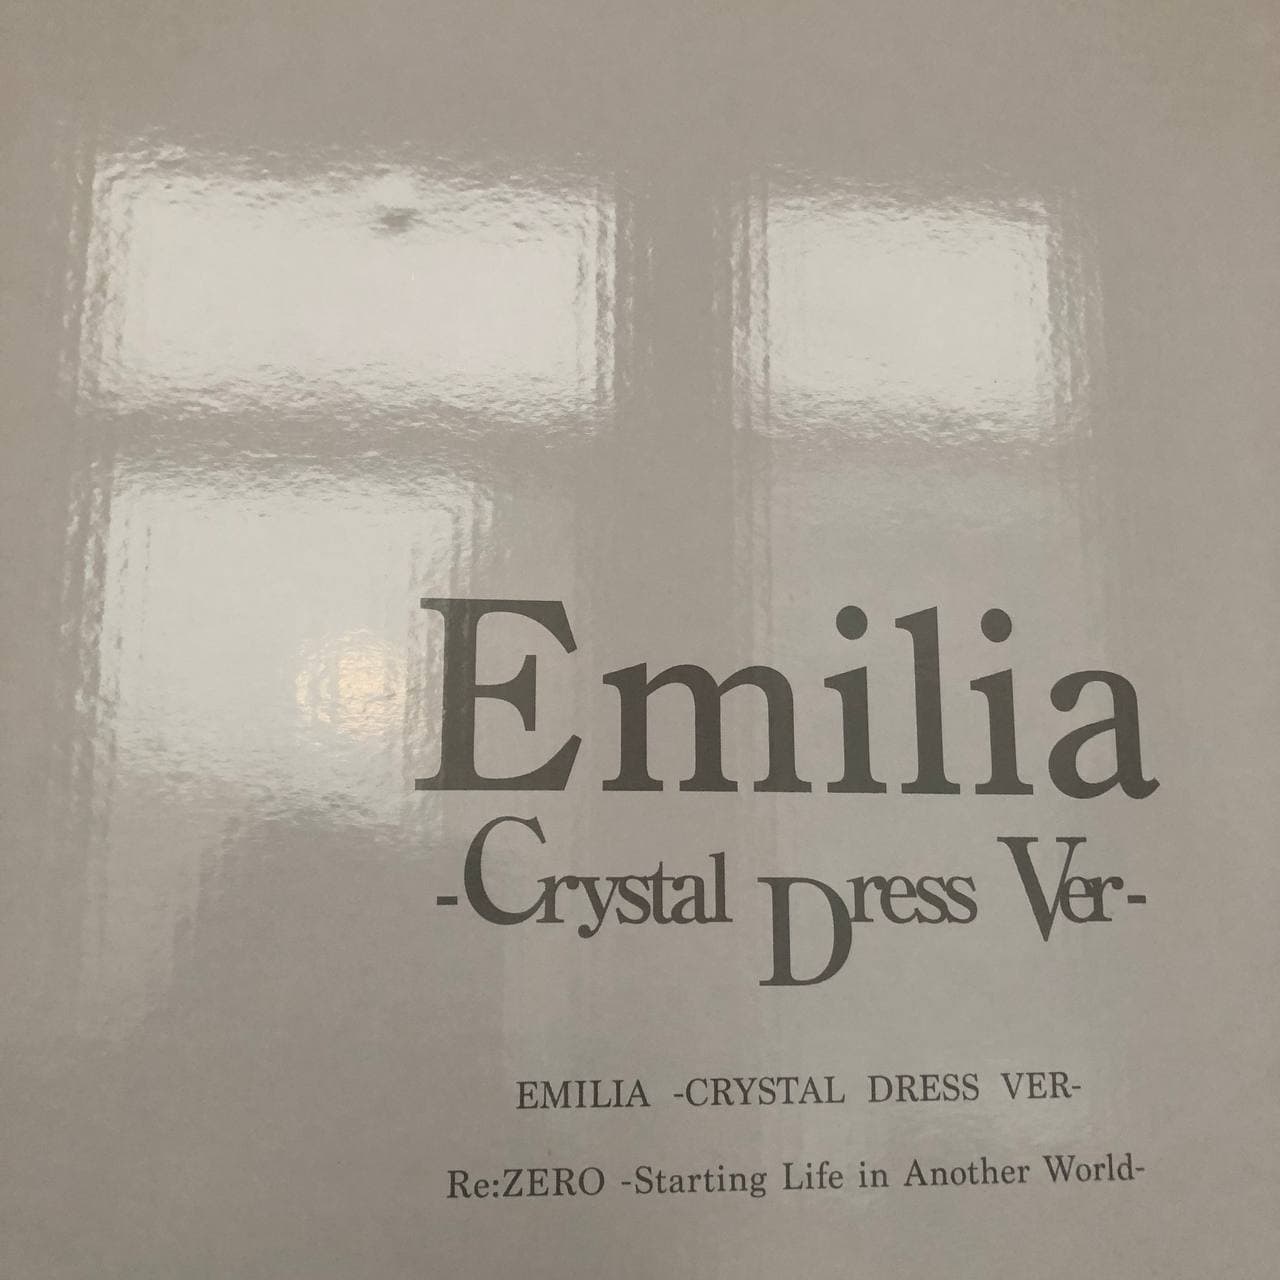 Emilia
-Crystal Dress Ver-
EMILIA -CRYSTAL DRESS VER-
Re:ZERO -Starting Life in Another World-